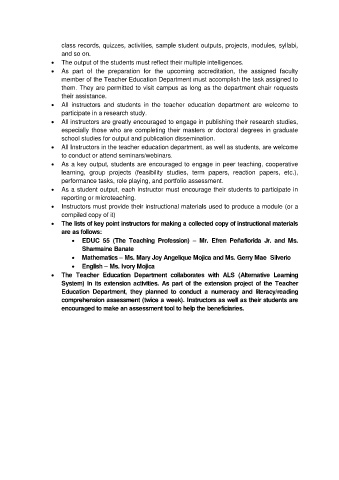 class records, quizzes, activities, sample student outputs, projects, modules, syllabi,
and so on.
• The output of the students must reflect their multiple intelligences.
• As part of the preparation for the upcoming accreditation, the assigned faculty
member of the Teacher Education Department must accomplish the task assigned to
them. They are permitted to visit campus as long as the department chair requests
their assistance.
• All instructors and students in the teacher education department are welcome to
participate in a research study.
• All instructors are greatly encouraged to engage in publishing their research studies,
especially those who are completing their masters or doctoral degrees in graduate
school studies for output and publication dissemination.
• All Instructors in the teacher education department, as well as students, are welcome
to conduct or attend seminars/webinars.
• As a key output, students are encouraged to engage in peer teaching, cooperative
learning, group projects (feasibility studies, term papers, reaction papers, etc.),
performance tasks, role playing, and portfolio assessment.
• As a student output, each instructor must encourage their students to participate in
reporting or microteaching.
• Instructors must provide their instructional materials used to produce a module (or a
compiled copy of it)
• The lists of key point instructors for making a collected copy of instructional materials
are as follows:
• EDUC 55 (The Teaching Profession) – Mr. Efren Peñaflorida Jr. and Ms.
Sharmaine Banate
• Mathematics – Ms. Mary Joy Angelique Mojica and Ms. Gerry Mae Silverio
• English – Ms. Ivory Mojica
• The Teacher Education Department collaborates with ALS (Alternative Learning
System) in its extension activities. As part of the extension project of the Teacher
Education Department, they planned to conduct a numeracy and literacy/reading
comprehension assessment (twice a week). Instructors as well as their students are
encouraged to make an assessment tool to help the beneficiaries.